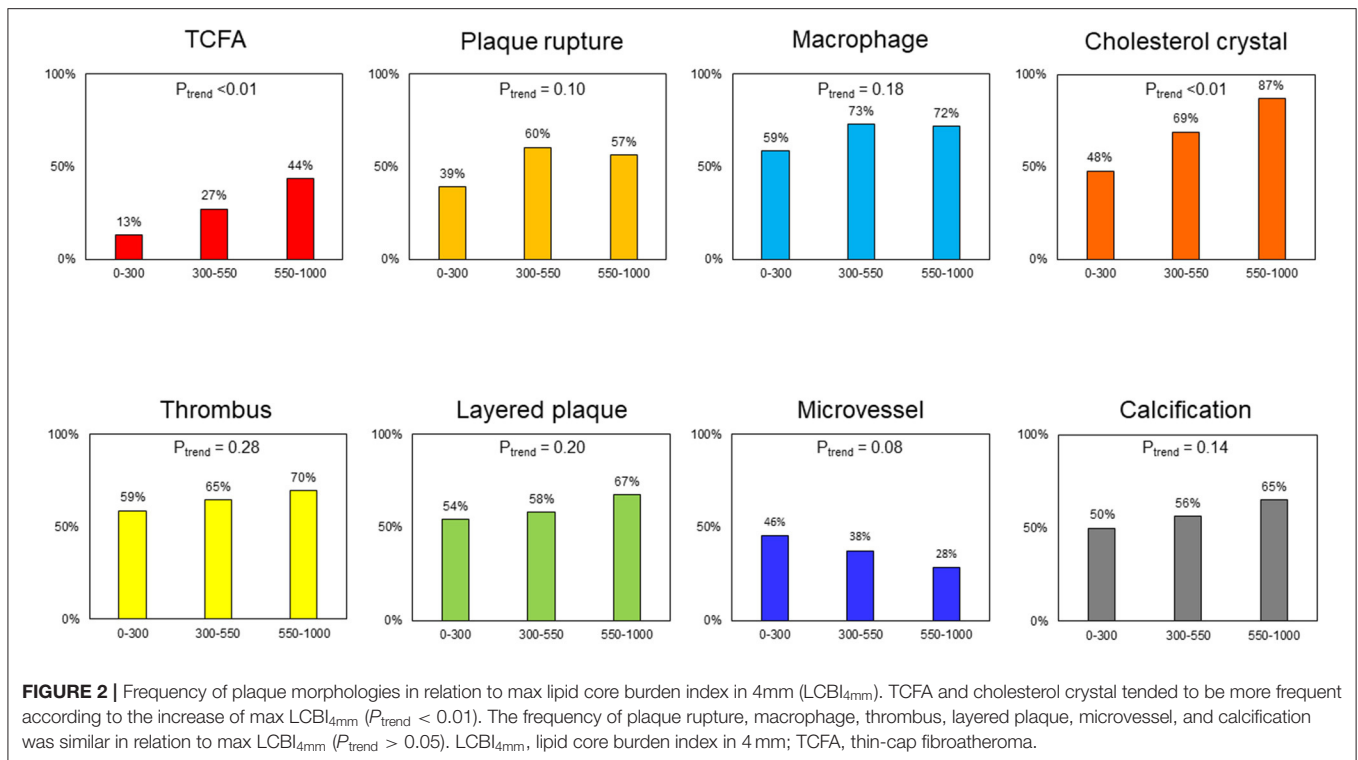 TCFA
100%
P_trend <0.01
44%
27%
50%
13%
0%
0-300 300-550 550-1000
Plaque rupture
100%
P_trend = 0.10
60%
57%
50%
39%
0%
0-300 300-550 550-1000
Macrophage
100%
P_trend = 0.18
73% 72%
59%
50%
0%
0-300 300-550 550-1000
Cholesterol crystal
100%
P_trend <0.01
87%
69%
48%
50%
0%
0-300 300-550 550-1000
Thrombus
100%
P_trend = 0.28
59% 65% 70%
50%
0%
0-300 300-550 550-1000
Layered plaque
100%
P_trend = 0.20
54% 58% 67%
50%
0%
0-300 300-550 550-1000
Microvessel
100%
P_trend = 0.08
50%
46% 38% 28%
0%
0-300 300-550 550-1000
Calcification
100%
P_trend = 0.14
50% 56% 65%
50%
0%
0-300 300-550 550-1000
FIGURE 2 | Frequency of plaque morphologies in relation to max lipid core burden index in 4mm (LCBI4mm). TCFA and cholesterol crystal tended to be more frequent
according to the increase of max LCBI4mm (Ptrend < 0.01). The frequency of plaque rupture, macrophage, thrombus, layered plaque, microvessel, and calcification
was similar in relation to max LCBI4mm (Ptrend > 0.05). LCBI4mm, lipid core burden index in 4 mm; TCFA, thin-cap fibroatheroma.